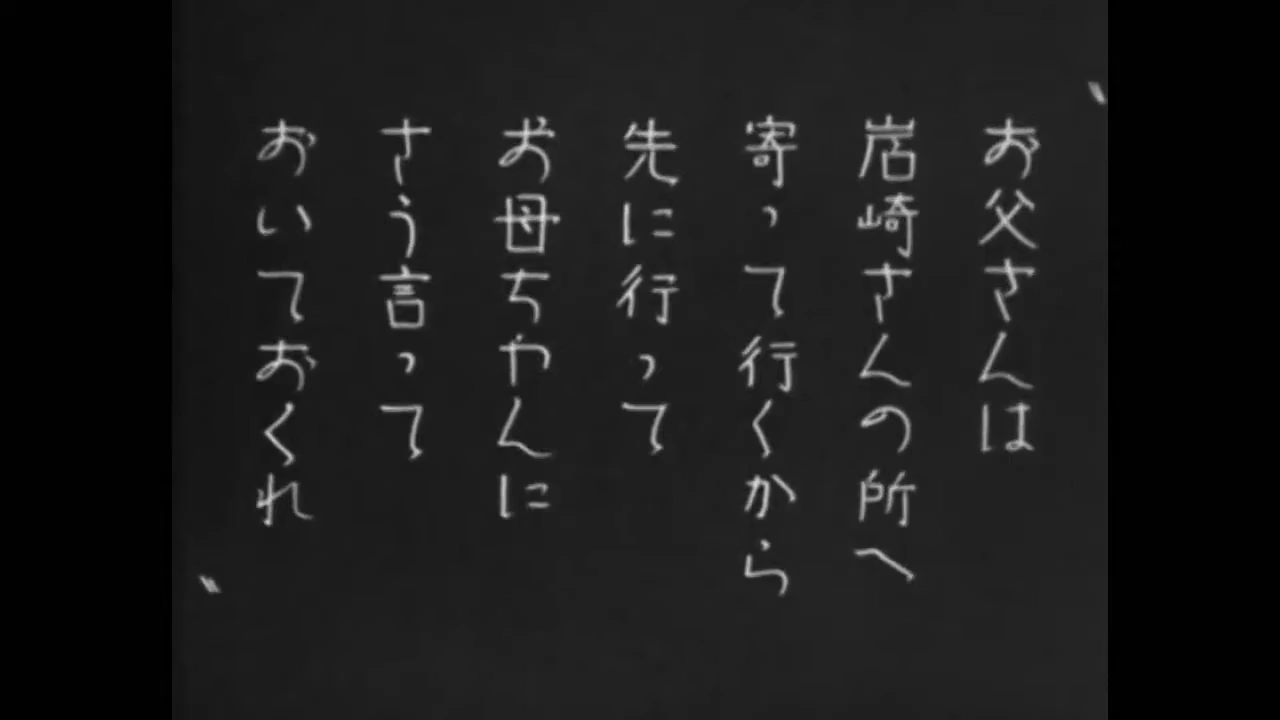 お父さんは
岩崎さんの所へ
寄って行くから
先に行って
お母ちやんに
さう言って
おいておくれ